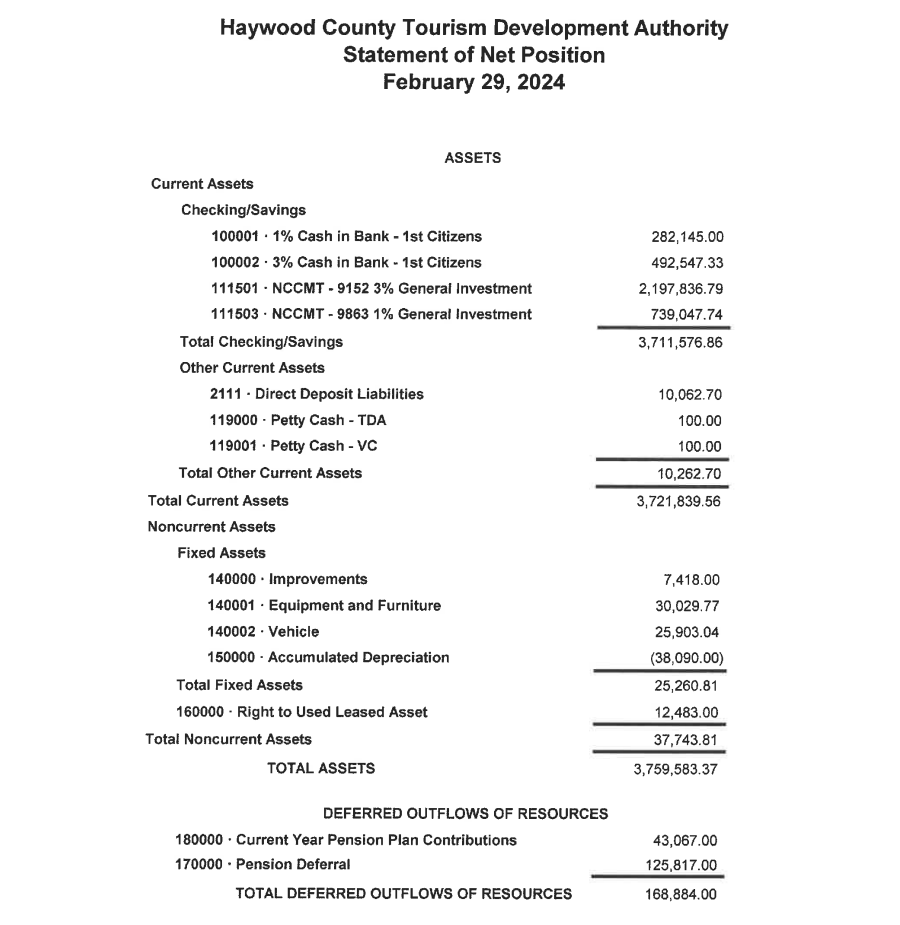 Haywood County Tourism Development Authority
Statement of Net Position
February 29, 2024
ASSETS
Current Assets
Checking/Savings
100001 · 1% Cash in Bank - 1st Citizens 282,145.00
100002 · 3% Cash in Bank - 1st Citizens 492,547.33
111501 · NCCMT - 9152 3% General Investment 2,197,836.79
111503 · NCCMT - 9863 1% General Investment 739,047.74
Total Checking/Savings 3,711,576.86
Other Current Assets
2111 · Direct Deposit Liabilities 10,062.70
119000 · Petty Cash - TDA 100.00
119001 · Petty Cash - VC 100.00
Total Other Current Assets 10,262.70
Total Current Assets 3,721,839.56
Noncurrent Assets
Fixed Assets
140000 · Improvements 7,418.00
140001 · Equipment and Furniture 30,029.77
140002 · Vehicle 25,903.04
150000 · Accumulated Depreciation (38,090.00)
Total Fixed Assets 25,260.81
160000 · Right to Used Leased Asset 12,483.00
Total Noncurrent Assets 37,743.81
TOTAL ASSETS 3,759,583.37
DEFERRED OUTFLOWS OF RESOURCES
180000 · Current Year Pension Plan Contributions 43,067.00
170000 · Pension Deferral 125,817.00
TOTAL DEFERRED OUTFLOWS OF RESOURCES 168,884.00